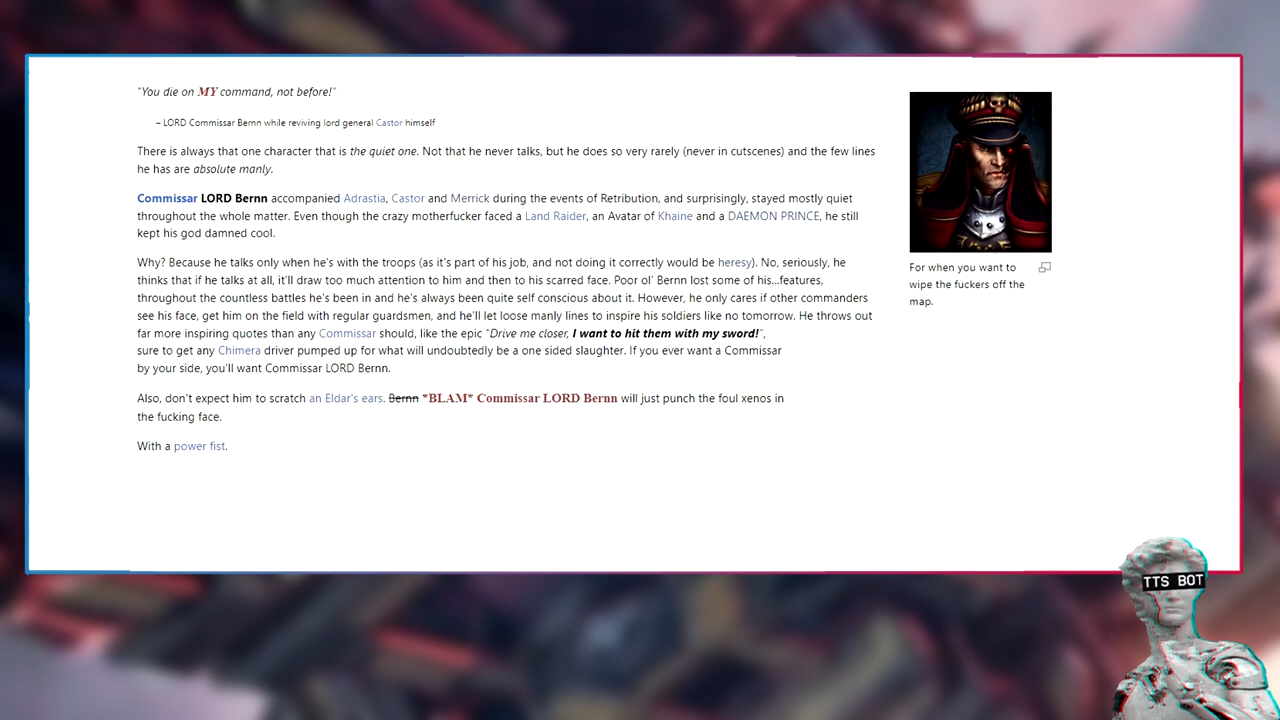 "You die on MY command, not before!"
– LORD Commissar Bernn while reviving lord general Castor himself
There is always that one character that is the quiet one. Not that he never talks, but he does so very rarely (never in cutscenes) and the few lines
he has are absolute manly.
Commissar LORD Bernn accompanied Adrastia, Castor and Merrick during the events of Retribution, and surprisingly, stayed mostly quiet
throughout the whole matter. Even though the crazy motherfucker faced a Land Raider, an Avatar of Khaine and a DAEMON PRINCE, he still
kept his god damned cool.
Why? Because he talks only when he's with the troops (as it's part of his job, and not doing it correctly would be heresy). No, seriously, he
thinks that if he talks at all, it'll draw too much attention to him and then to his scarred face. Poor ol' Bernn lost some of his...features,
throughout the countless battles he's been in and he's always been quite self conscious about it. However, he only cares if other commanders
see his face, get him on the field with regular guardsmen, and he'll let loose manly lines to inspire his soldiers like no tomorrow. He throws out
far more inspiring quotes than any Commissar should, like the epic "Drive me closer, I want to hit them with my sword!",
sure to get any Chimera driver pumped up for what will undoubtedly be a one sided slaughter. If you ever want a Commissar
by your side, you'll want Commissar LORD Bernn.
Also, don't expect him to scratch an Eldar's ears. Bernn *BLAM* Commissar LORD Bernn will just punch the foul xenos in
the fucking face.
With a power fist.
For when you want to
wipe the fuckers off the
map.
TTS BOT